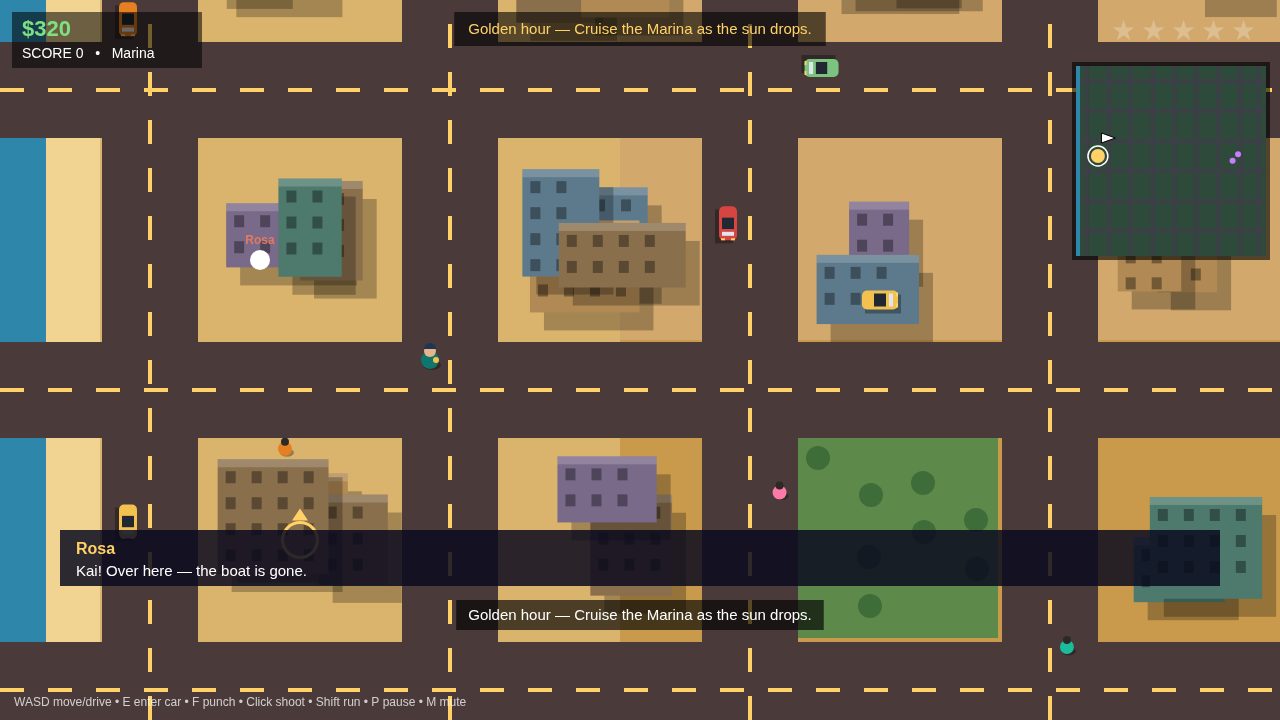 $320
SCORE 0 • Marina
Golden hour — Cruise the Marina as the sun drops.
Rosa
Rosa
Kai! Over here — the boat is gone.
Golden hour — Cruise the Marina as the sun drops.
WASD move/drive • E enter car • F punch • Click shoot • Shift run • P pause • M mute